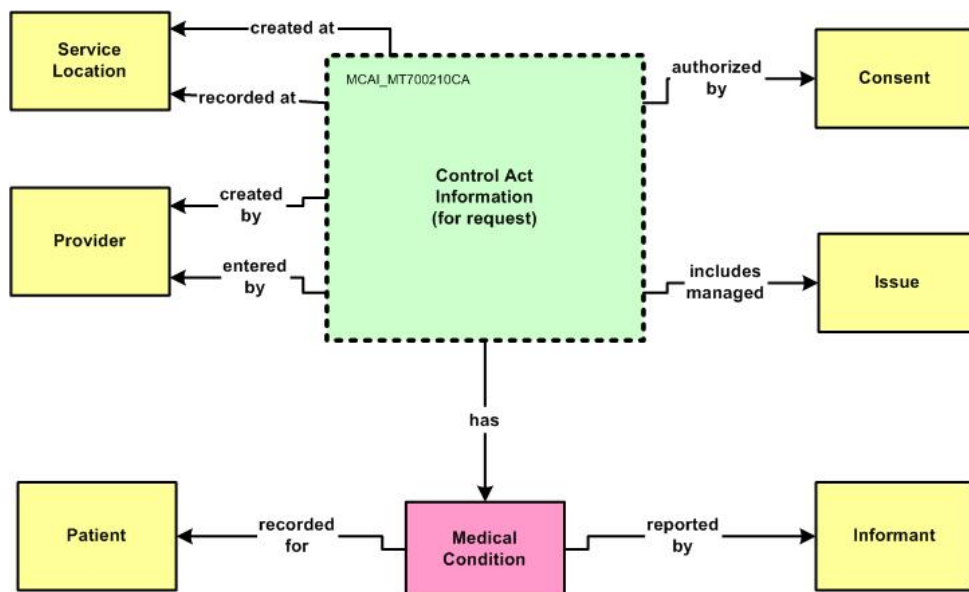 created at
Service
Location
recorded at
MCAI_MT700210CA
authorized
by
Consent
Control Act
Information
(for request)
created
by
Provider
entered
by
includes
managed
Issue
has
Patient
recorded
for
Medical
Condition
reported
by
Informant